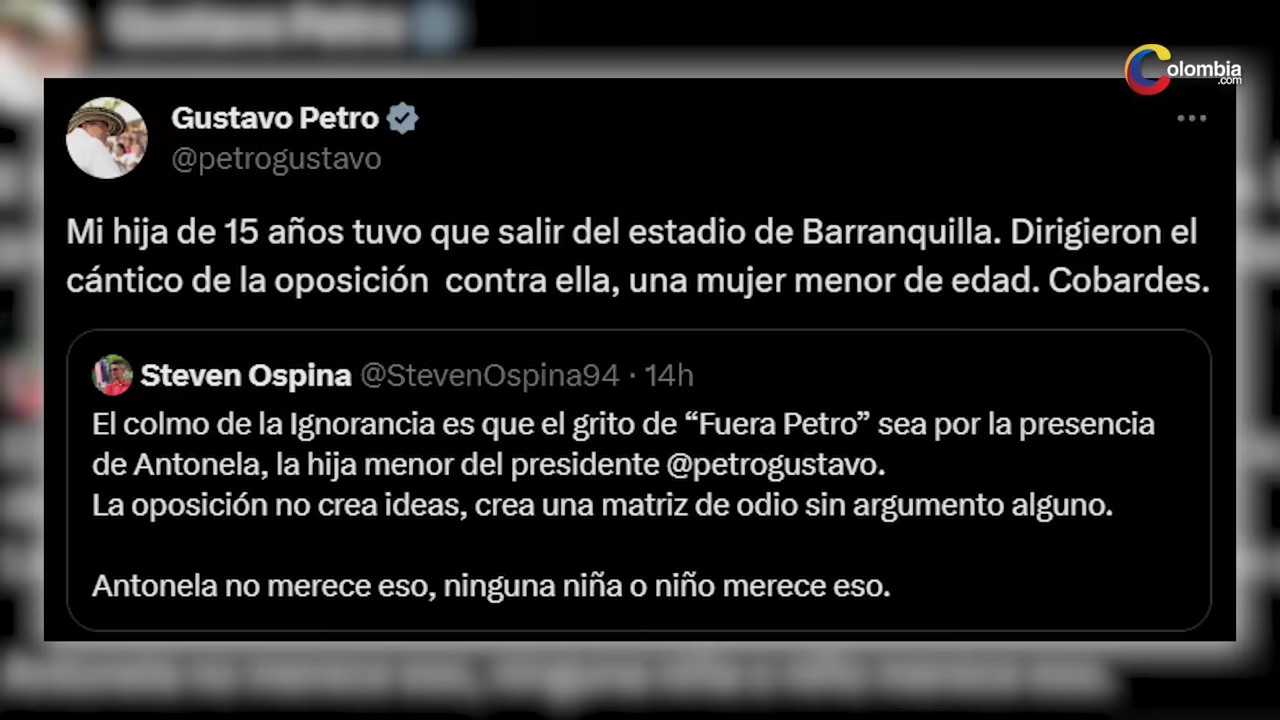 Colombia
.com
Gustavo Petro
@petrogustavo
Mi hija de 15 años tuvo que salir del estadio de Barranquilla. Dirigieron el
cántico de la oposición  contra ella, una mujer menor de edad. Cobardes.
Steven Ospina @StevenOspina94 · 14h
El colmo de la Ignorancia es que el grito de “Fuera Petro” sea por la presencia
de Antonela, la hija menor del presidente @petrogustavo.
La oposición no crea ideas, crea una matriz de odio sin argumento alguno.
Antonela no merece eso, ninguna niña o niño merece eso.